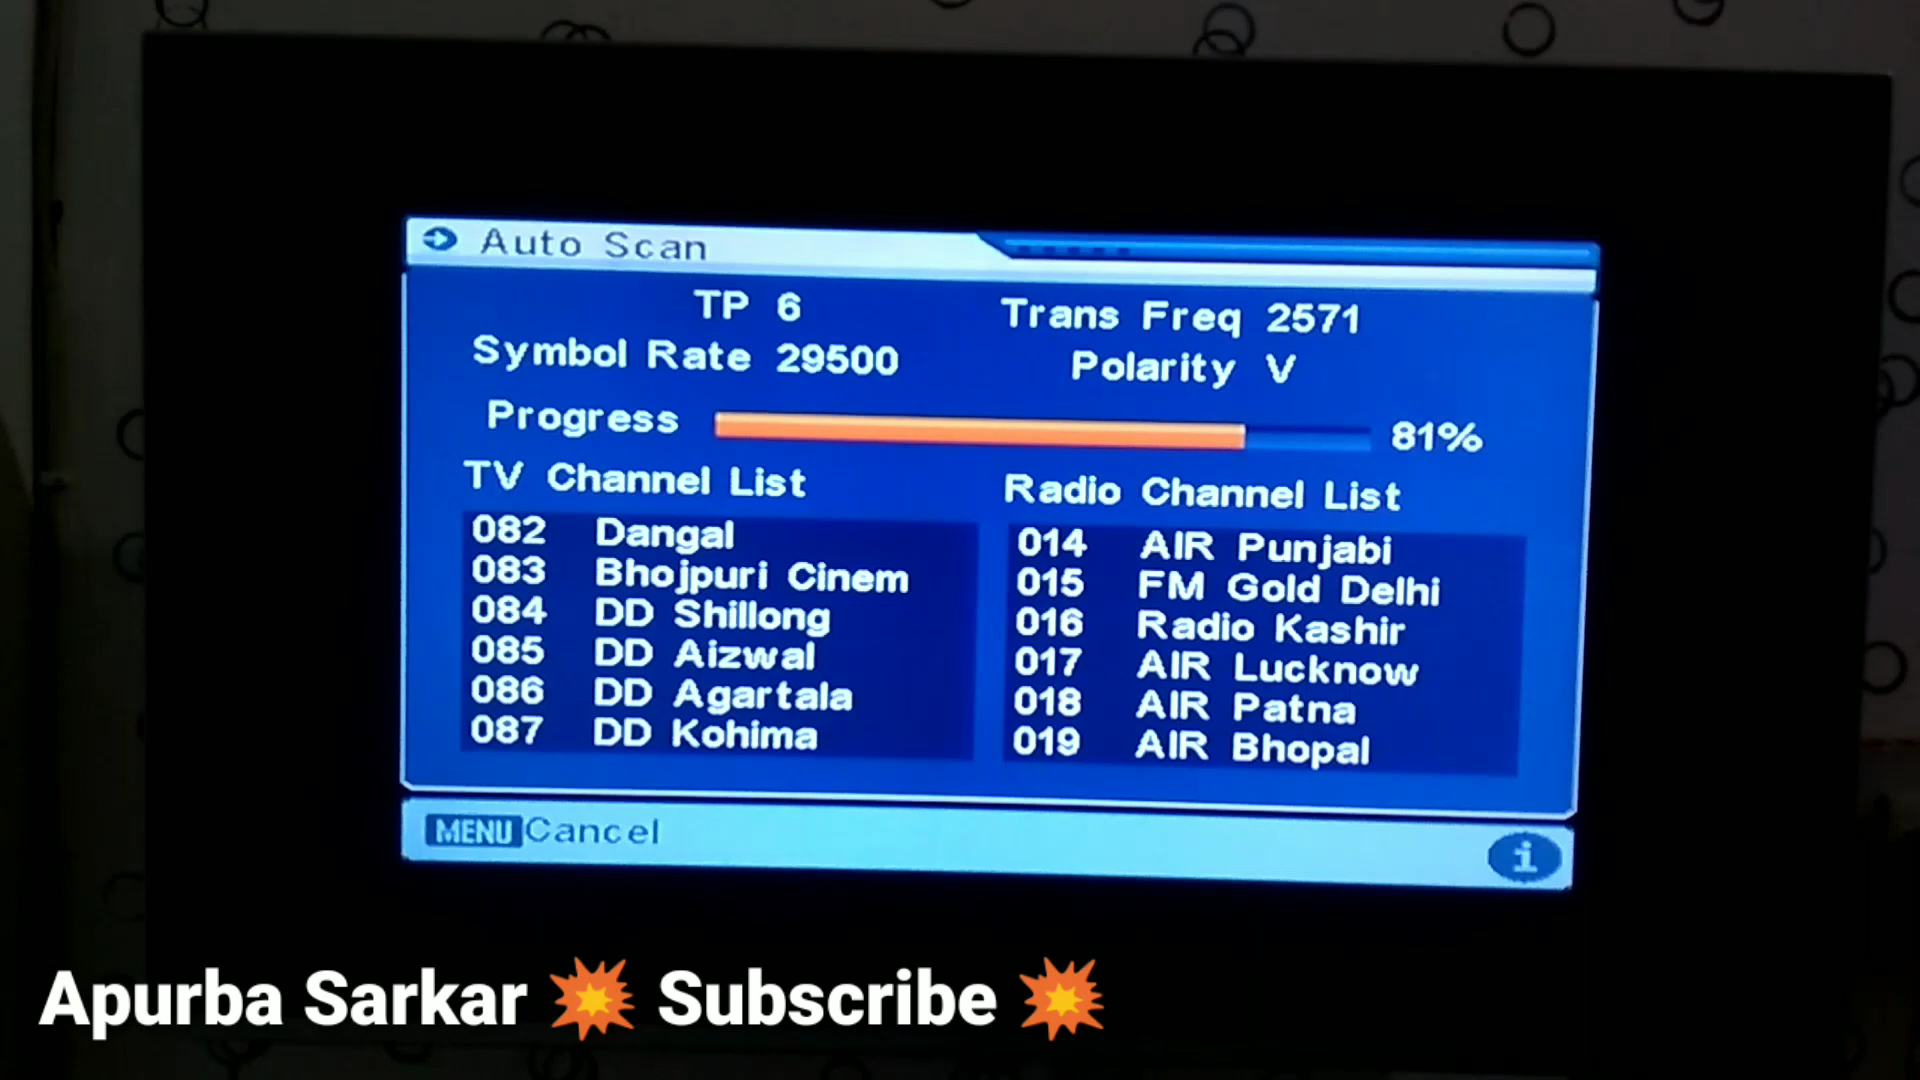 Auto Scan
TP 6 Trans Freq 2571
Symbol Rate 29500 Polarity V
Progress 81%
TV Channel List
082 Dangal
083 Bhojpuri Cinem
084 DD Shillong
085 DD Aizwal
086 DD Agartala
087 DD Kohima
Radio Channel List
014 AIR Punjabi
015 FM Gold Delhi
016 Radio Kashir
017 AIR Lucknow
018 AIR Patna
019 AIR Bhopal
MENU Cancel
i
Apurba Sarkar 💥 Subscribe 💥